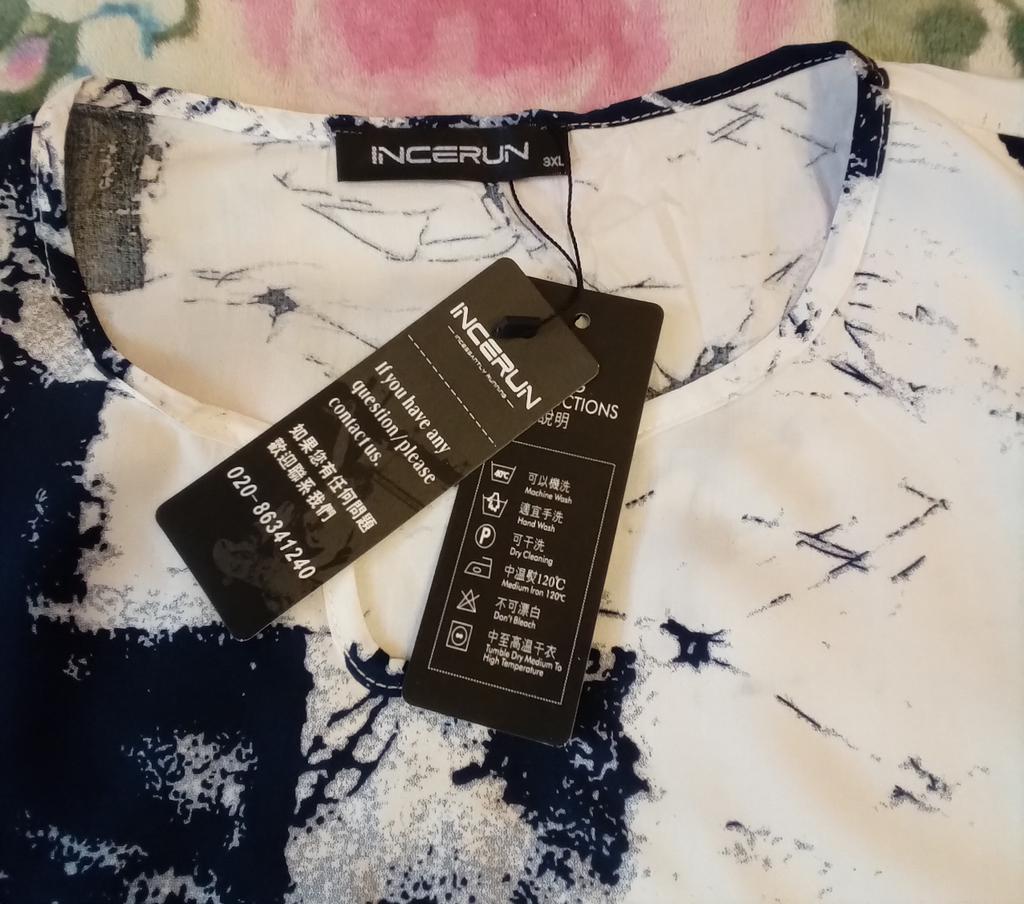 INCERUN
3XL
INCERUN
INCESSANTLY RUNNING
If you have any
question/please
contact us.
如果您有任何問題
歡迎聯系我們
020-86341240
CTIONS
說明
40℃
可以機洗
Machine Wash
適宜手洗
Hand Wash
P
可干洗
Dry Cleaning
中溫熨120℃
Medium Iron 120℃
不可漂白
Don't Bleach
中至高溫干衣
Tumble Dry Medium To
High Temperature